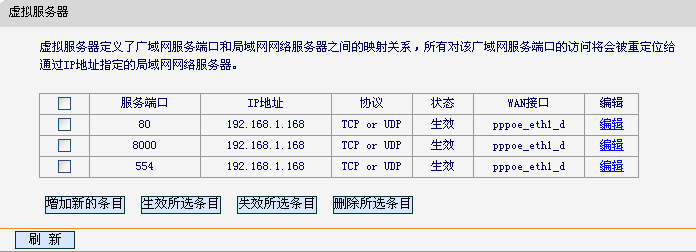 虚拟服务器
虚拟服务器定义了广域网服务端口和局域网网络服务器之间的映射关系，所有对该广域网服务端口的访问将会被重定位给
通过IP地址指定的局域网网络服务器。
服务端口 IP地址 协议 状态 WAN接口 编辑
80 192.168.1.168 TCP or UDP 生效 pppoe_eth1_d 编辑
8000 192.168.1.168 TCP or UDP 生效 pppoe_eth1_d 编辑
554 192.168.1.168 TCP or UDP 生效 pppoe_eth1_d 编辑
增加新的条目 生效所选条目 失效所选条目 删除所选条目
刷 新